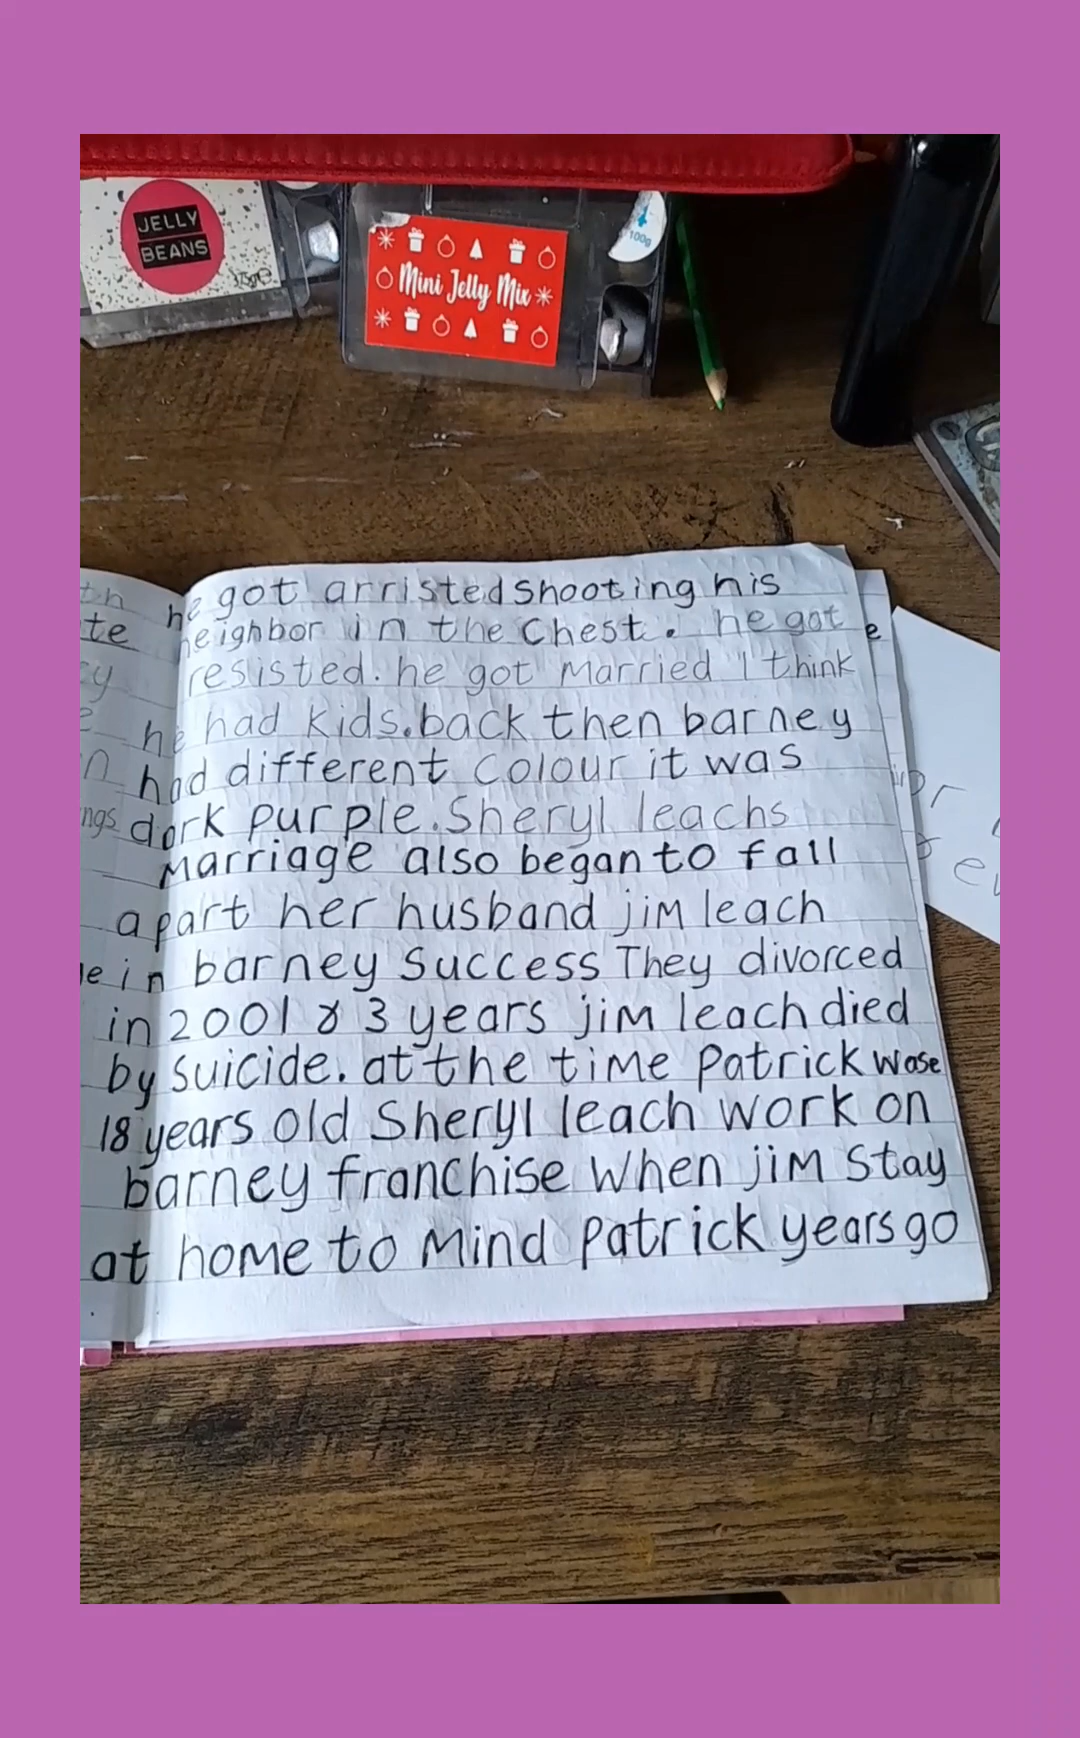 JELLY
BEANS
Mini Jelly Mix
100g
he got arristed shooting his
neighbor in the chest. he got
resisted. he got married I think
he had kids. back then barney
had different colour it was
dark purple. Sheryl leachs
marriage also began to fall
apart her husband jim leach
in barney success They divorced
in 2001 & 3 years jim leach died
by suicide. at the time Patrick wase
18 years old Sheryl leach work on
barney franchise when jim stay
at home to mind patrick years go